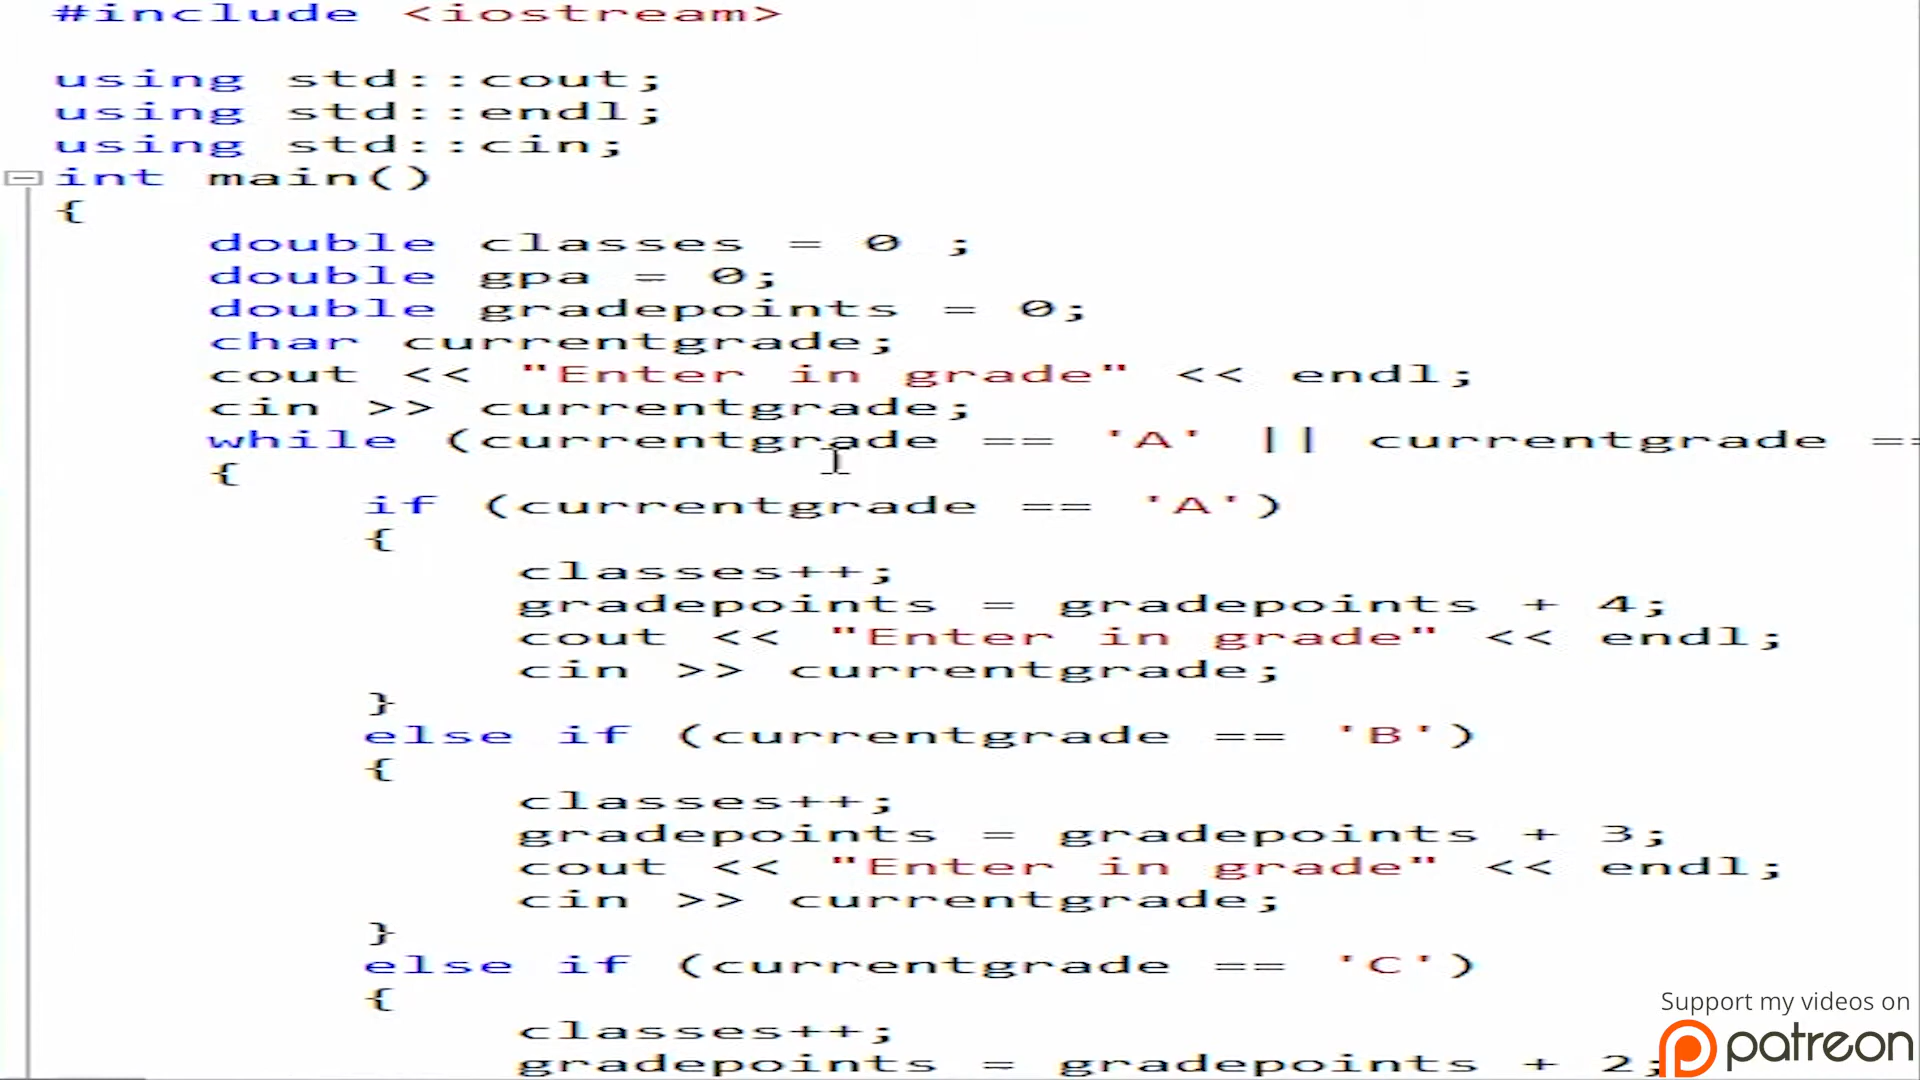 #include <iostream>
using std::cout;
using std::endl;
using std::cin;
int main()
{
double classes = 0 ;
double gpa = 0;
double gradepoints = 0;
char currentgrade;
cout << "Enter in grade" << endl;
cin >> currentgrade;
while (currentgrade == 'A' || currentgrade ==
{
if (currentgrade == 'A')
{
classes++;
gradepoints = gradepoints + 4;
cout << "Enter in grade" << endl;
cin >> currentgrade;
}
else if (currentgrade == 'B')
{
classes++;
gradepoints = gradepoints + 3;
cout << "Enter in grade" << endl;
cin >> currentgrade;
}
else if (currentgrade == 'C')
{
classes++;
gradepoints = gradepoints + 2;
Support my videos on
patreon